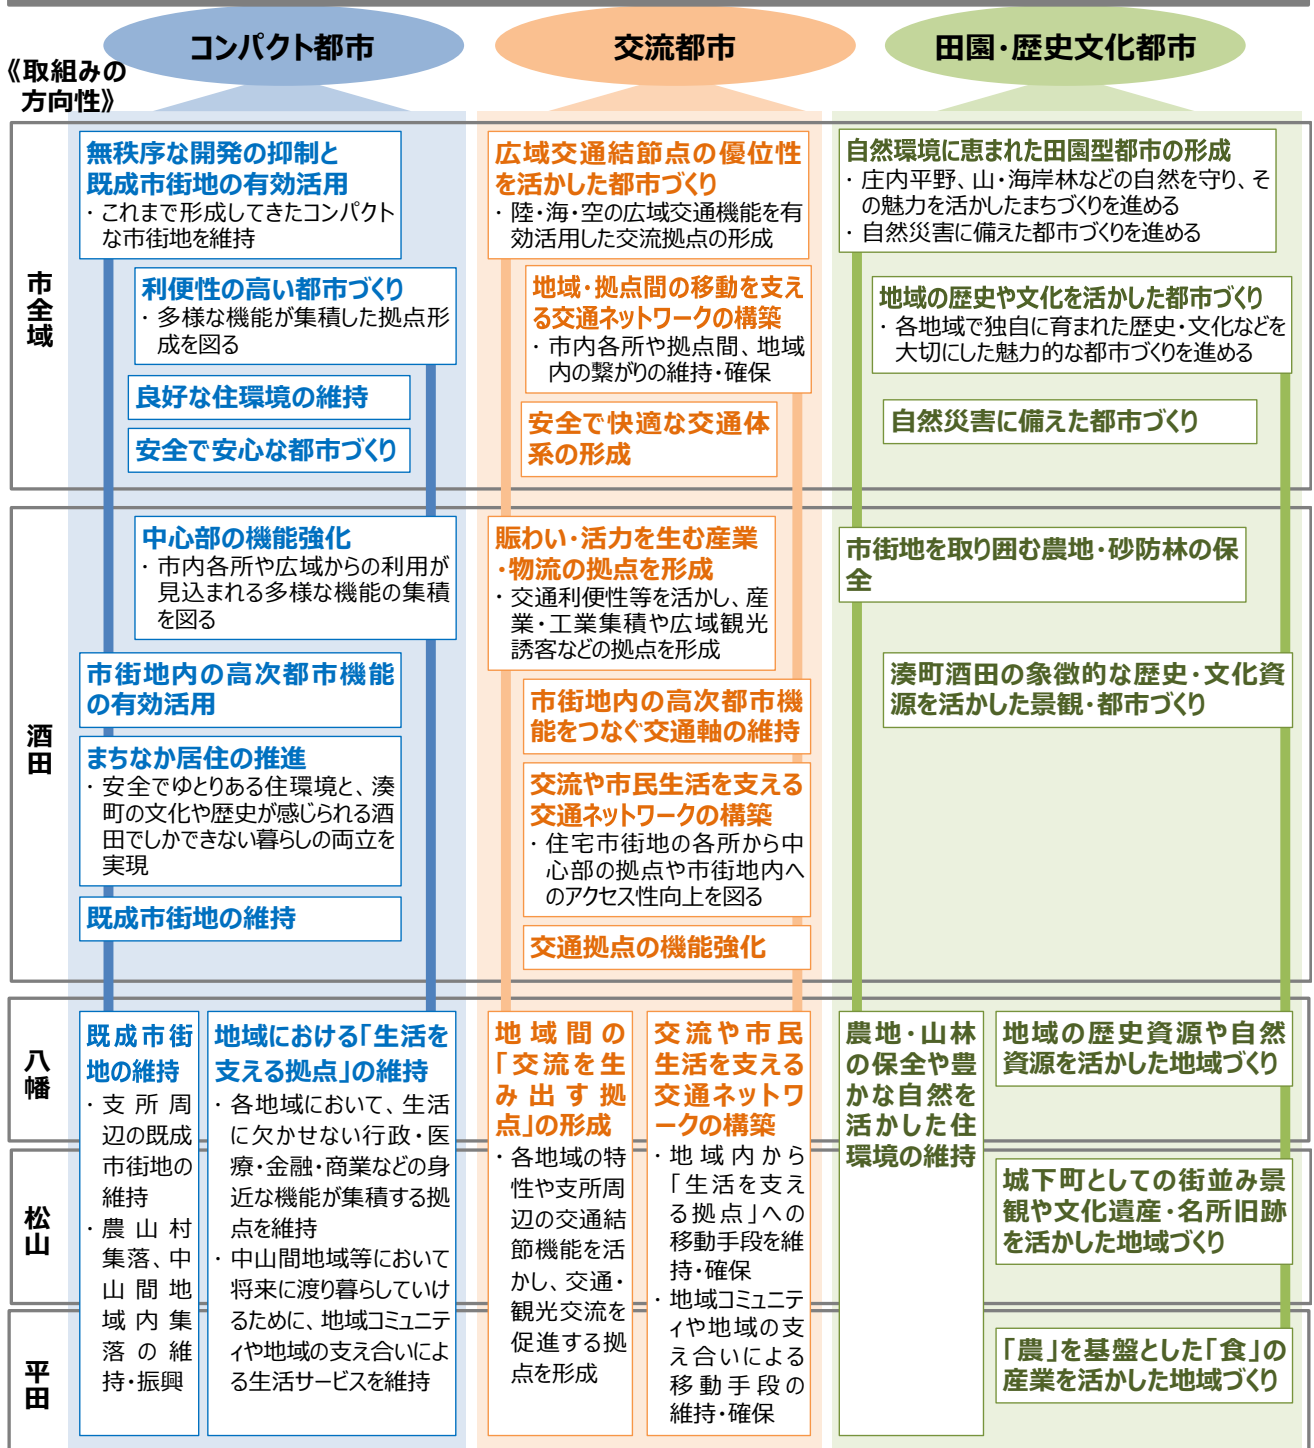 コンパクト都市
交流都市
田園・歴史文化都市
《取組みの
方向性》
市全域
無秩序な開発の抑制と
既成市街地の有効活用
・これまで形成してきたコンパクト
な市街地を維持
利便性の高い都市づくり
・多様な機能が集積した拠点形
成を図る
良好な住環境の維持
安全で安心な都市づくり
広域交通結節点の優位性
を活かした都市づくり
・陸・海・空の広域交通機能を有
効活用した交流拠点の形成
地域・拠点間の移動を支え
る交通ネットワークの構築
・市内各所や拠点間、地域
内の繋がりの維持・確保
安全で快適な交通体
系の形成
自然環境に恵まれた田園型都市の形成
・庄内平野、山・海岸林などの自然を守り、そ
の魅力を活かしたまちづくりを進める
・自然災害に備えた都市づくりを進める
地域の歴史や文化を活かした都市づくり
・各地域で独自に育まれた歴史・文化などを
大切にした魅力的な都市づくりを進める
自然災害に備えた都市づくり
酒田
中心部の機能強化
・市内各所や広域からの利用が
見込まれる多様な機能の集積
を図る
市街地内の高次都市機能
の有効活用
まちなか居住の推進
・安全でゆとりある住環境と、湊
町の文化や歴史が感じられる酒
田でしかできない暮らしの両立を
実現
既成市街地の維持
賑わい・活力を生む産業
・物流の拠点を形成
・交通利便性等を活かし、産
業・工業集積や広域観光
誘客などの拠点を形成
市街地内の高次都市機
能をつなぐ交通軸の維持
交流や市民生活を支える
交通ネットワークの構築
・住宅市街地の各所から中
心部の拠点や市街地内へ
のアクセス性向上を図る
交通拠点の機能強化
市街地を取り囲む農地・砂防林の保
全
湊町酒田の象徴的な歴史・文化資
源を活かした景観・都市づくり
八幡
松山
平田
既成市街
地の維持
・支所周
辺の既成
市街地の
維持
・農山村
集落、中
山間地
域内集
落の維
持・振興
地域における「生活を
支える拠点」の維持
・各地域において、生活
に欠かせない行政・医
療・金融・商業などの身
近な機能が集積する拠
点を維持
・中山間地域等において
将来に渡り暮らしていけ
るために、地域コミュニテ
ィや地域の支え合いによ
る生活サービスを維持
地域間の
「交流を生
み出す拠
点」の形成
・各地域の特
性や支所周
辺の交通結
節機能を活
かし、交通・
観光交流を
促進する拠
点を形成
交流や市民
生活を支える
交通ネットワ
ークの構築
・地域内から
「生活を支え
る拠点」への
移動手段を維
持・確保
・地域コミュニテ
ィや地域の支
え合いによる
移動手段の
維持・確保
農地・山林
の保全や豊
かな自然を
活かした住
環境の維持
地域の歴史資源や自然
資源を活かした地域づくり
城下町としての街並み景
観や文化遺産・名所旧跡
を活かした地域づくり
「農」を基盤とした「食」の
産業を活かした地域づくり